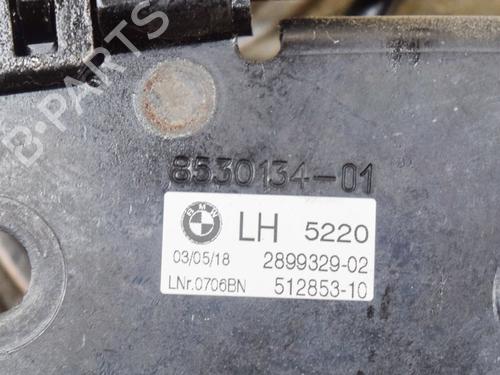 B-PARTS
8530134-01
BMW
LH 5220
03/05/18 2899329-02
LNr.0706BN 512853-10